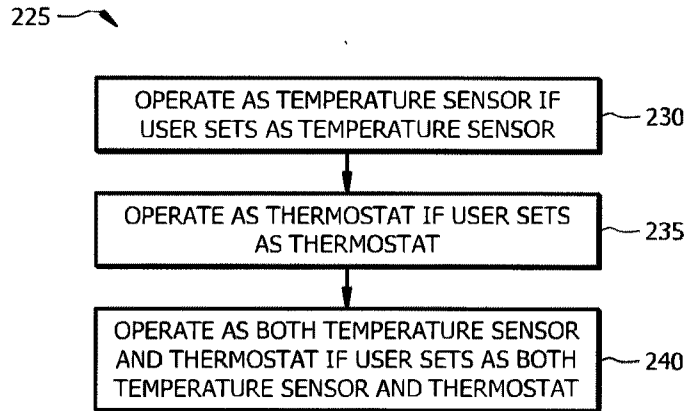 225
OPERATE AS TEMPERATURE SENSOR IF
USER SETS AS TEMPERATURE SENSOR
230
OPERATE AS THERMOSTAT IF USER SETS
AS THERMOSTAT
235
OPERATE AS BOTH TEMPERATURE SENSOR
AND THERMOSTAT IF USER SETS AS BOTH
TEMPERATURE SENSOR AND THERMOSTAT
240